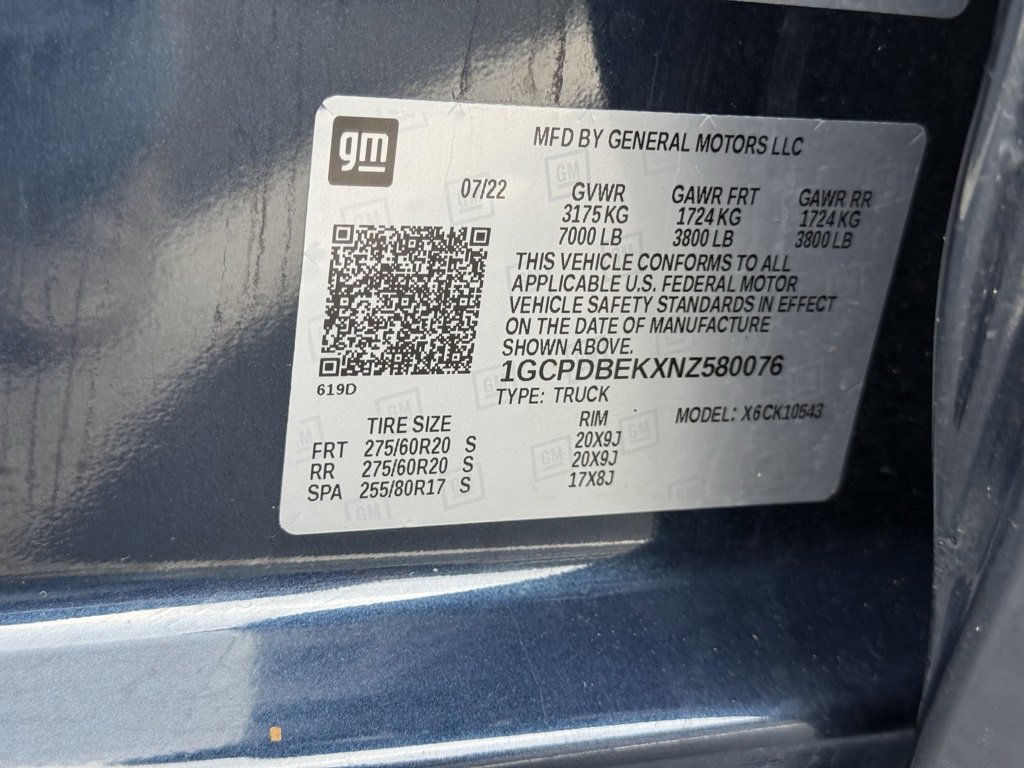 gm
MFD BY GENERAL MOTORS LLC
07/22
GVWR GAWR FRT GAWR RR
3175 KG 1724 KG 1724 KG
7000 LB 3800 LB 3800 LB
THIS VEHICLE CONFORMS TO ALL
APPLICABLE U.S. FEDERAL MOTOR
VEHICLE SAFETY STANDARDS IN EFFECT
ON THE DATE OF MANUFACTURE
SHOWN ABOVE.
1GCPDBEKXNZ580076
619D
TYPE: TRUCK
MODEL: X6CK10543
TIRE SIZE RIM
FRT 275/60R20 S 20X9J
RR 275/60R20 S 20X9J
SPA 255/80R17 S 17X8J